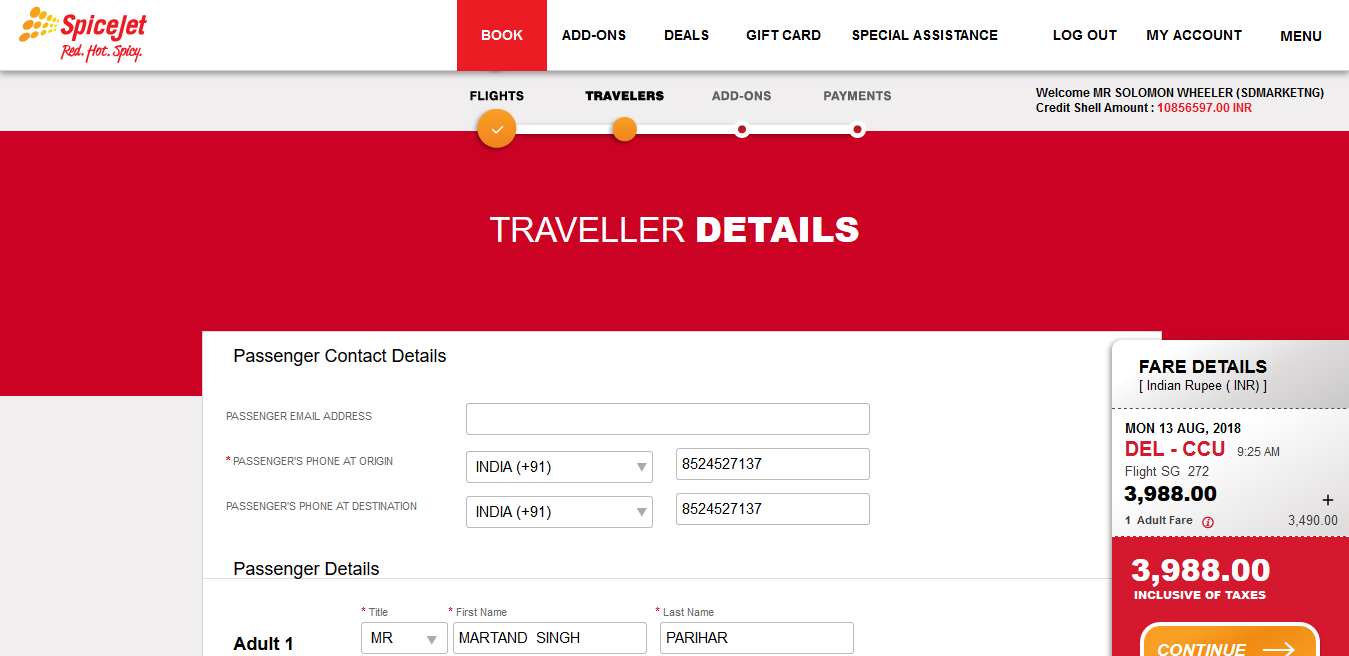 SpiceJet
Red. Hot. Spicy.
BOOK ADD-ONS DEALS GIFT CARD SPECIAL ASSISTANCE LOG OUT MY ACCOUNT MENU
FLIGHTS TRAVELERS ADD-ONS PAYMENTS
Welcome MR SOLOMON WHEELER (SDMARKETNG)
Credit Shell Amount : 10856597.00 INR
TRAVELLER DETAILS
Passenger Contact Details
PASSENGER EMAIL ADDRESS
* PASSENGER'S PHONE AT ORIGIN INDIA (+91) 8524527137
PASSENGER'S PHONE AT DESTINATION INDIA (+91) 8524527137
Passenger Details
* Title * First Name * Last Name
Adult 1 MR MARTAND SINGH PARIHAR
FARE DETAILS
[ Indian Rupee ( INR) ]
MON 13 AUG, 2018
DEL - CCU 9:25 AM
Flight SG 272
3,988.00 +
1 Adult Fare i 3,490.00
3,988.00
INCLUSIVE OF TAXES
CONTINUE